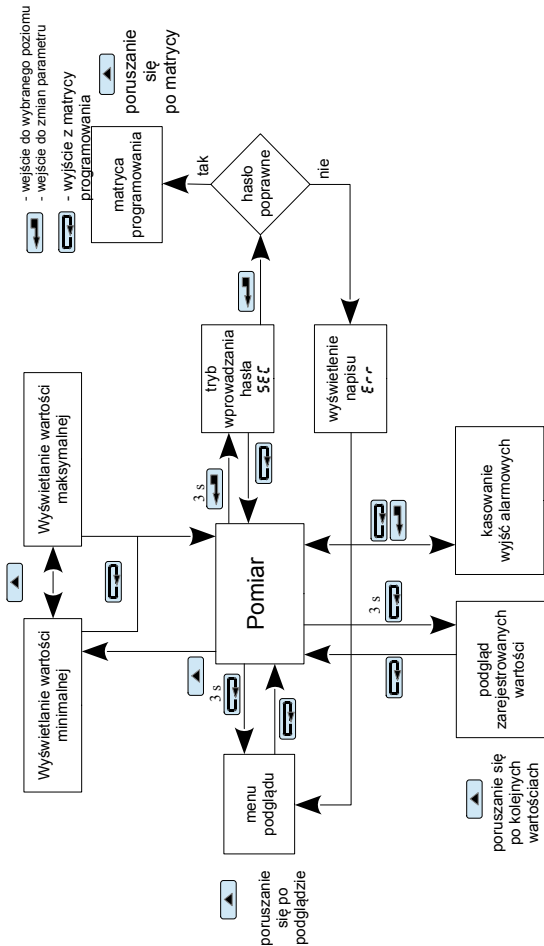 - wejście do wybranego poziomu
- wejście do zmian parametru
- wyjście z matrycy
programowania
poruszanie
się
po matrycy
matryca
programowania
tak
hasło
poprawne
nie
Wyświetlanie wartości
maksymalnej
Wyświetlanie wartości
minimalnej
tryb
wprowadzania
hasła
SEC
wyświetlenie
napisu
Err
3 s
Pomiar
3 s
3 s
kasowanie
wyjść alarmowych
podgląd
zarejestrowanych
wartości
menu
podglądu
poruszanie
się po
podglądzie
poruszanie się
po kolejnych
wartościach